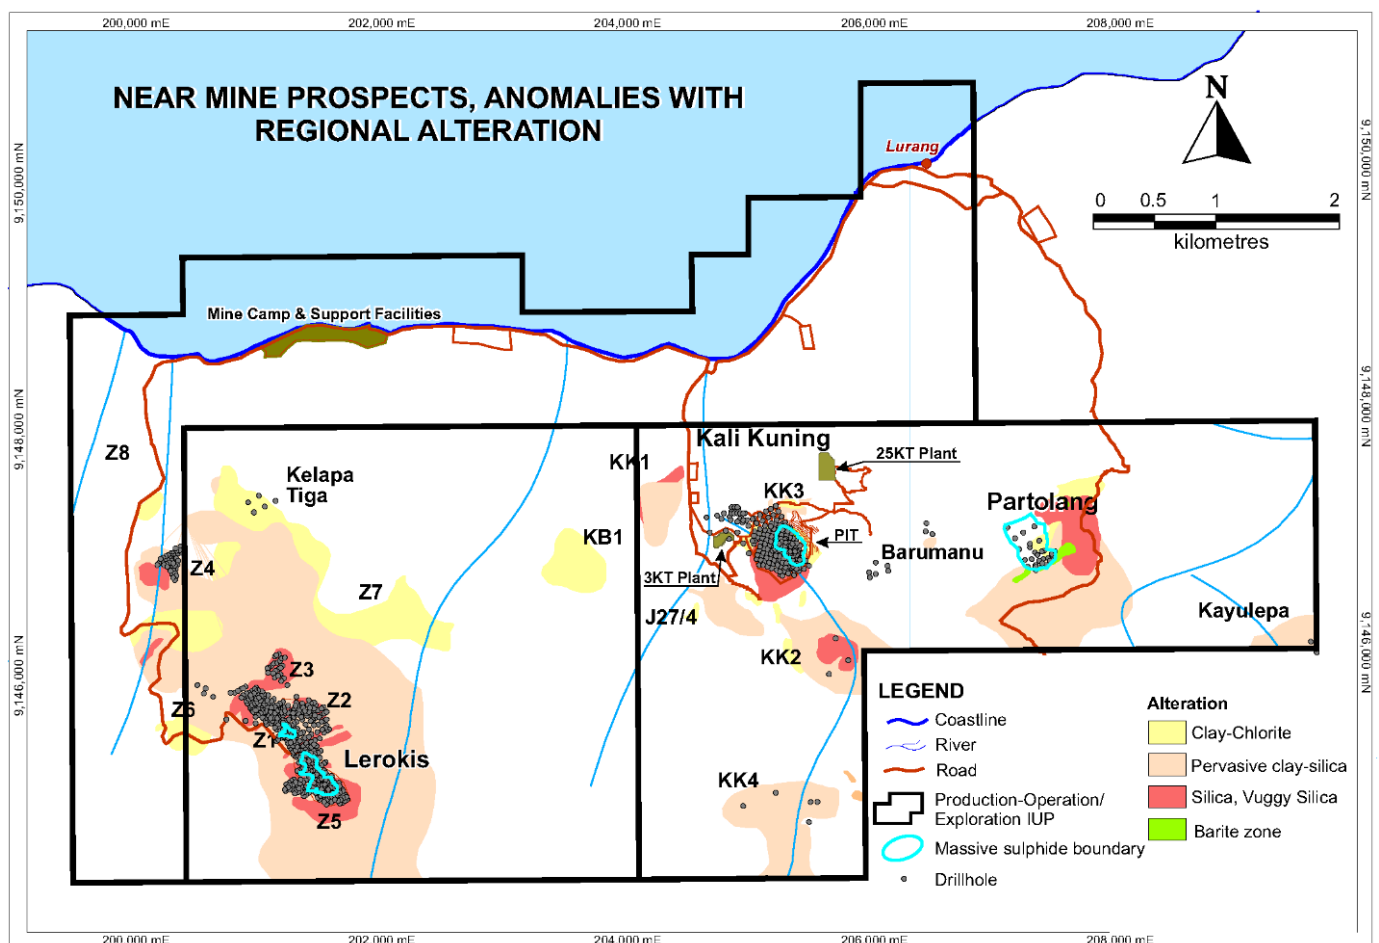 200,000 mE
202,000 mE
204,000 mE
206,000 mE
208,000 mE
NEAR MINE PROSPECTS, ANOMALIES WITH
REGIONAL ALTERATION
N
0 0.5 1 2
kilometres
Lurang
9,150,000 mN
9,150,000 mN
Mine Camp & Support Facilities
9,148,000 mN
9,148,000 mN
Z8
Kelapa
Tiga
KK1
Kali Kuning
25KT Plant
KK3
Partolang
KB1
PIT
Barumanu
Z4
Z7
3KT Plant
J27/4
Kayulepa
9,146,000 mN
9,146,000 mN
Z3
KK2
Z6
Z2
Z1
Lerokis
KK4
Z5
LEGEND
Coastline
River
Road
Production-Operation/
Exploration IUP
Massive sulphide boundary
Drillhole
Alteration
Clay-Chlorite
Pervasive clay-silica
Silica, Vuggy Silica
Barite zone
200,000 mE
202,000 mE
204,000 mE
206,000 mE
208,000 mE